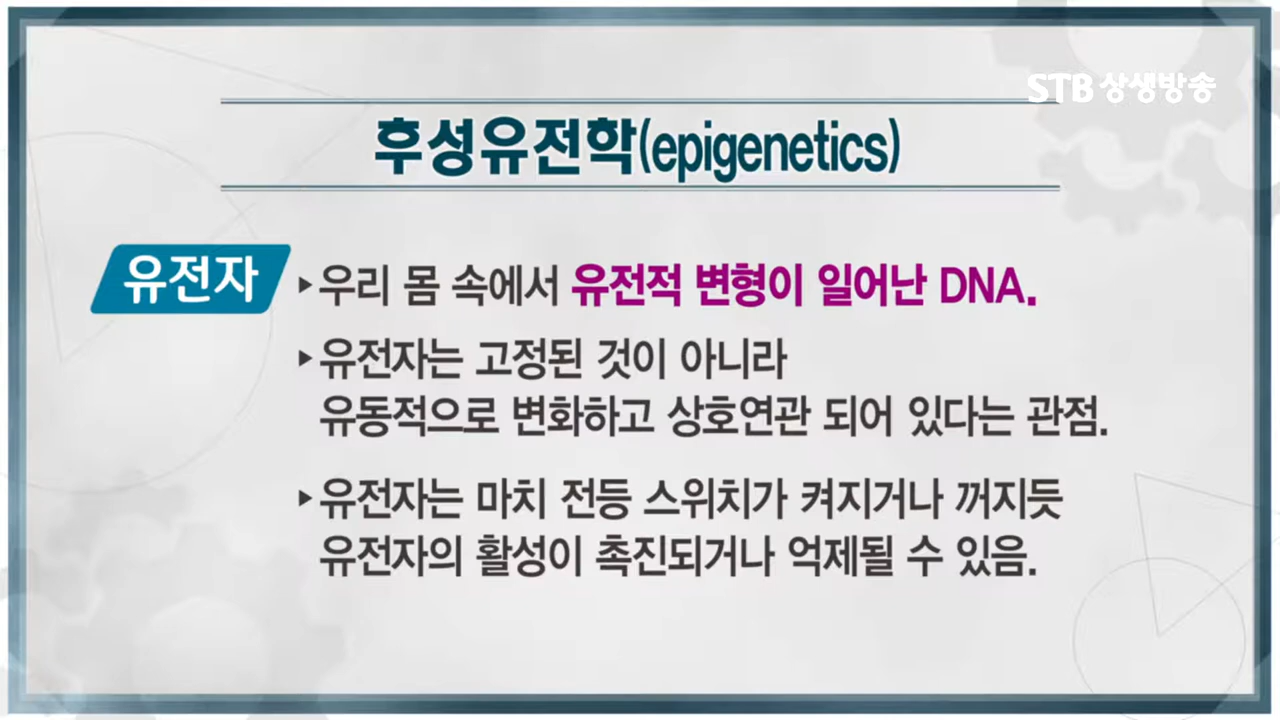 STB 상생방송
후성유전학(epigenetics)
유전자
▸우리 몸 속에서 유전적 변형이 일어난 DNA.
▸유전자는 고정된 것이 아니라
유동적으로 변화하고 상호연관 되어 있다는 관점.
▸유전자는 마치 전등 스위치가 켜지거나 꺼지듯
유전자의 활성이 촉진되거나 억제될 수 있음.